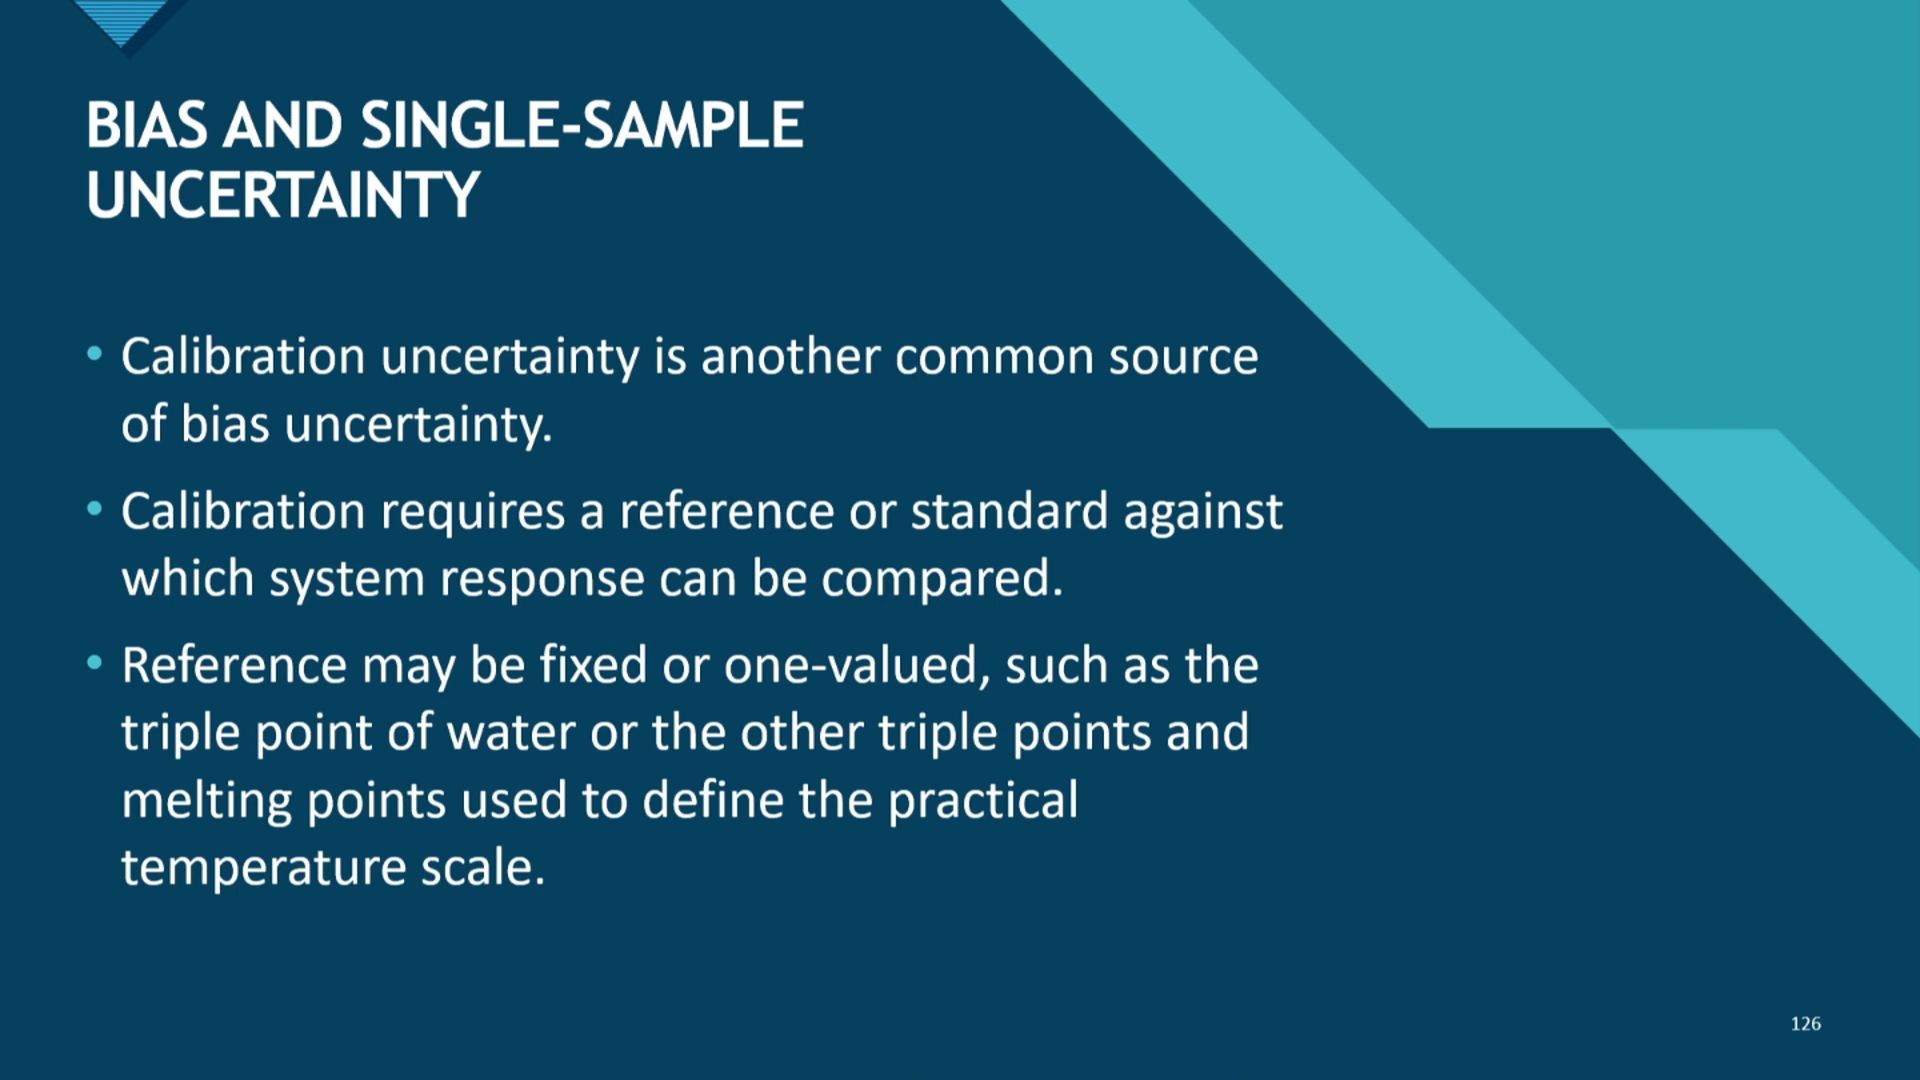 BIAS AND SINGLE-SAMPLE
UNCERTAINTY
• Calibration uncertainty is another common source
of bias uncertainty.
• Calibration requires a reference or standard against
which system response can be compared.
• Reference may be fixed or one-valued, such as the
triple point of water or the other triple points and
melting points used to define the practical
temperature scale.
126